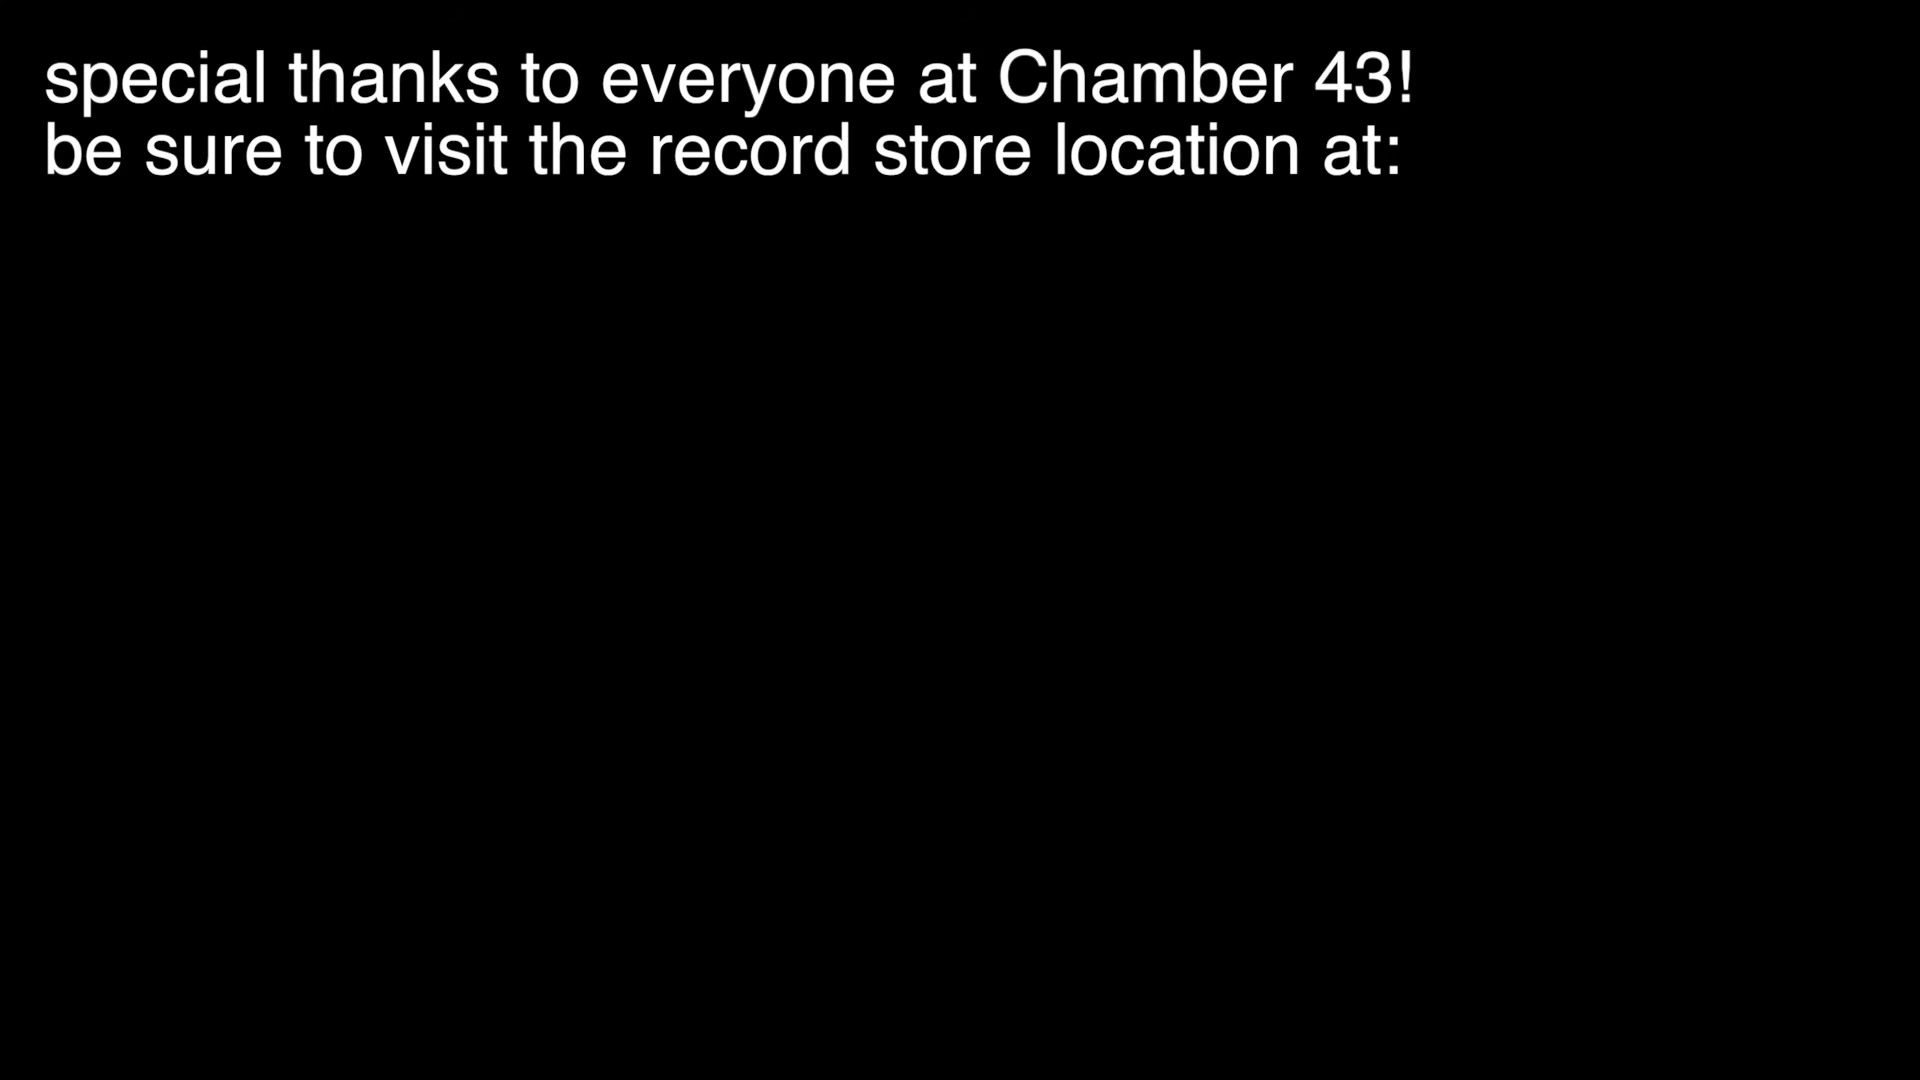 special thanks to everyone at Chamber 43!
be sure to visit the record store location at: